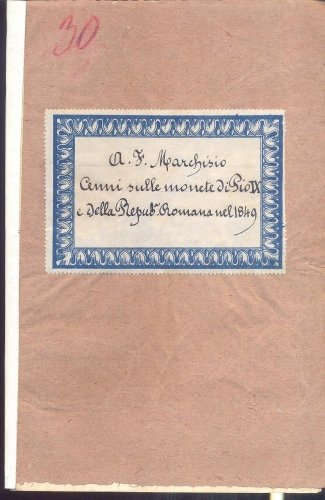 30
A. F. Marchisio
Cenni sulle monete di Pio IX
e della Repubª. Romana nel 1849